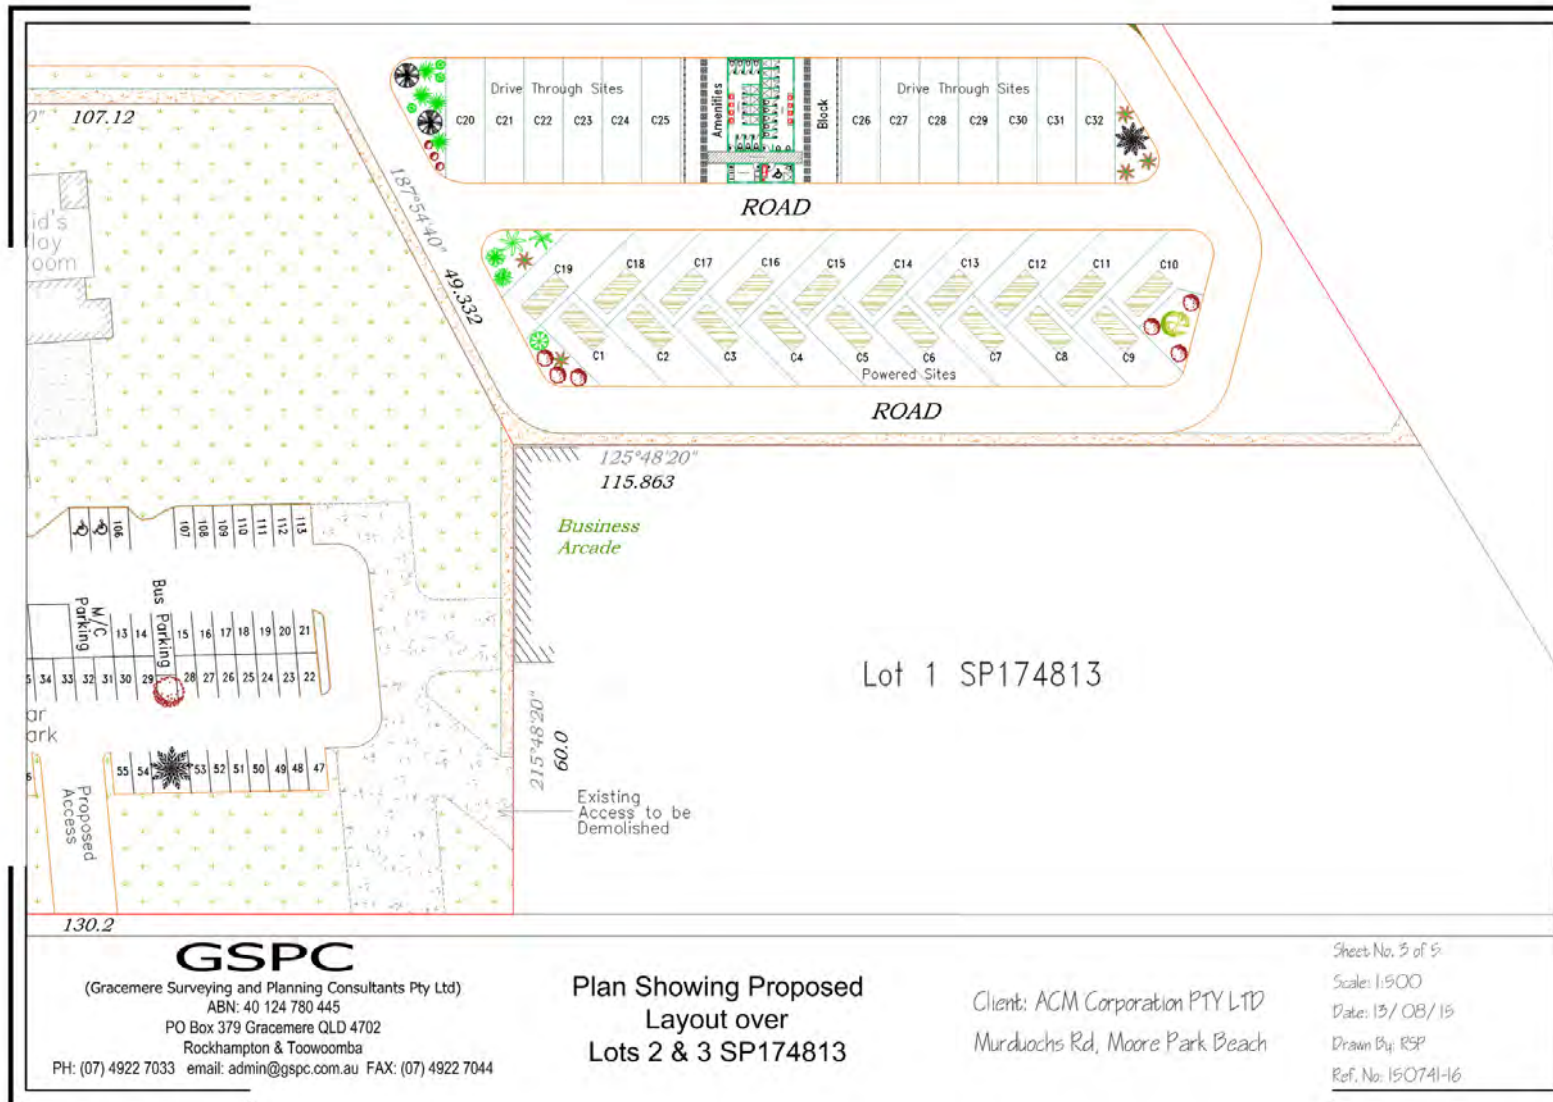 107.12
Drive Through Sites
C20 C21 C22 C23 C24 C25
Amenities
Block
Drive Through Sites
C26 C27 C28 C29 C30 C31 C32
ROAD
187°54'40"
49.332
C19 C18 C17 C16 C15 C14 C13 C12 C11 C10
C1 C2 C3 C4 C5 C6 C7 C8 C9
Powered Sites
ROAD
id's
lay
oom
125°48'20"
115.863
Business
Arcade
106 107 108 109 110 111 112 113
M/C
Parking
Bus Parking
13 14 15 16 17 18 19 20 21
34 33 32 31 30 29 28 27 26 25 24 23 22
ar
ark
55 54 53 52 51 50 49 48 47
Proposed
Access
215°48'20"
60.0
Existing
Access to be
Demolished
Lot 1 SP174813
130.2
GSPC
(Gracemere Surveying and Planning Consultants Pty Ltd)
ABN: 40 124 780 445
PO Box 379 Gracemere QLD 4702
Rockhampton & Toowoomba
PH: (07) 4922 7033 email: admin@gspc.com.au FAX: (07) 4922 7044
Plan Showing Proposed
Layout over
Lots 2 & 3 SP174813
Client: ACM Corporation PTY LTD
Murduochs Rd, Moore Park Beach
Sheet No. 3 of 5
Scale: 1:500
Date: 13/08/15
Drawn By: RSP
Ref. No: 150741-16